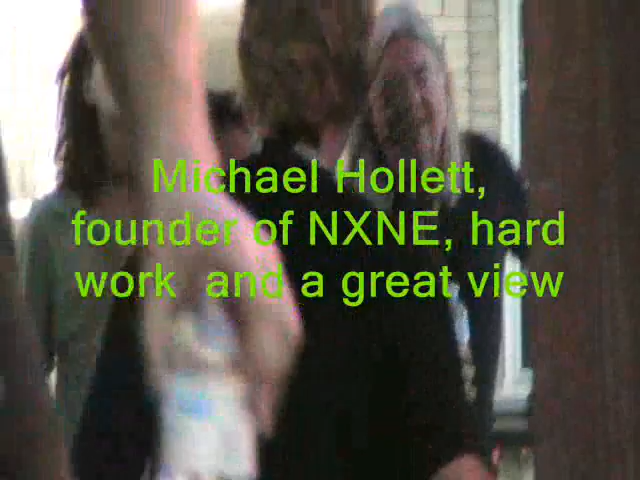 Michael Hollett,
founder of NXNE, hard
work  and a great view